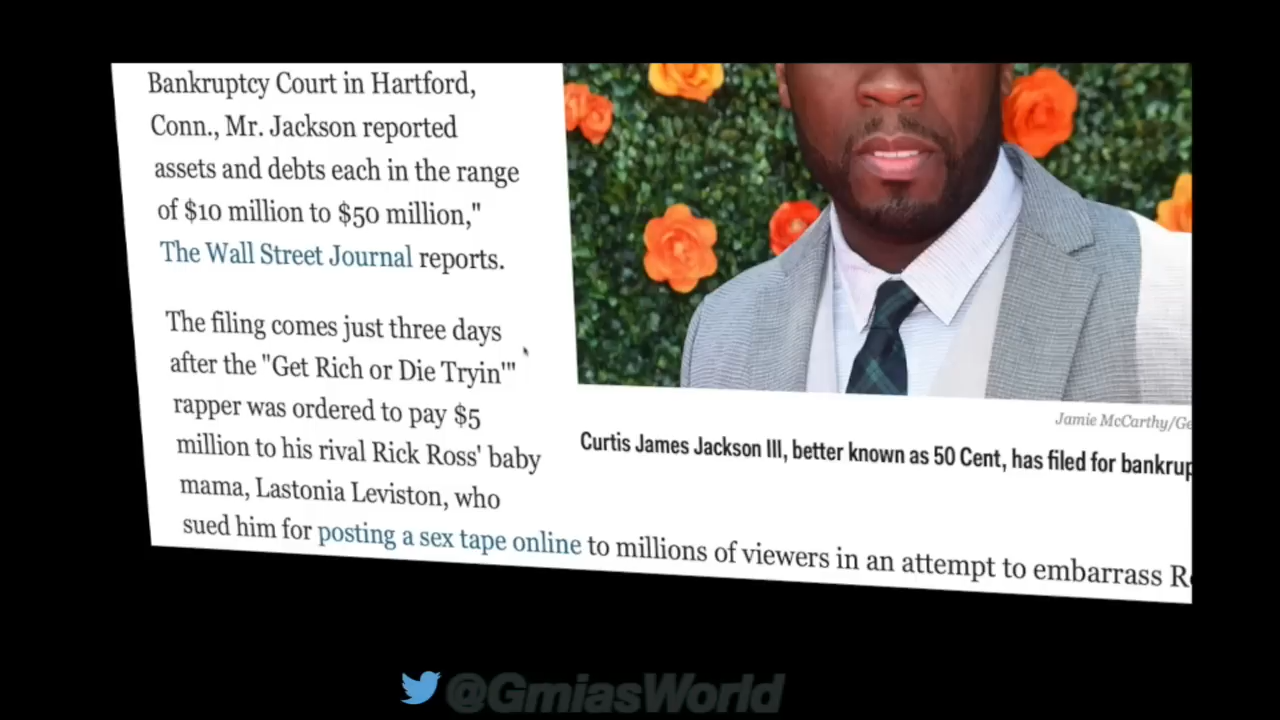 Bankruptcy Court in Hartford,
Conn., Mr. Jackson reported
assets and debts each in the range
of $10 million to $50 million,"
The Wall Street Journal reports.
The filing comes just three days
after the "Get Rich or Die Tryin'"
rapper was ordered to pay $5
million to his rival Rick Ross' baby
mama, Lastonia Leviston, who
sued him for posting a sex tape online to millions of viewers in an attempt to embarrass
Jamie McCarthy/Ge
Curtis James Jackson III, better known as 50 Cent, has filed for bankrup
@GmiasWorld